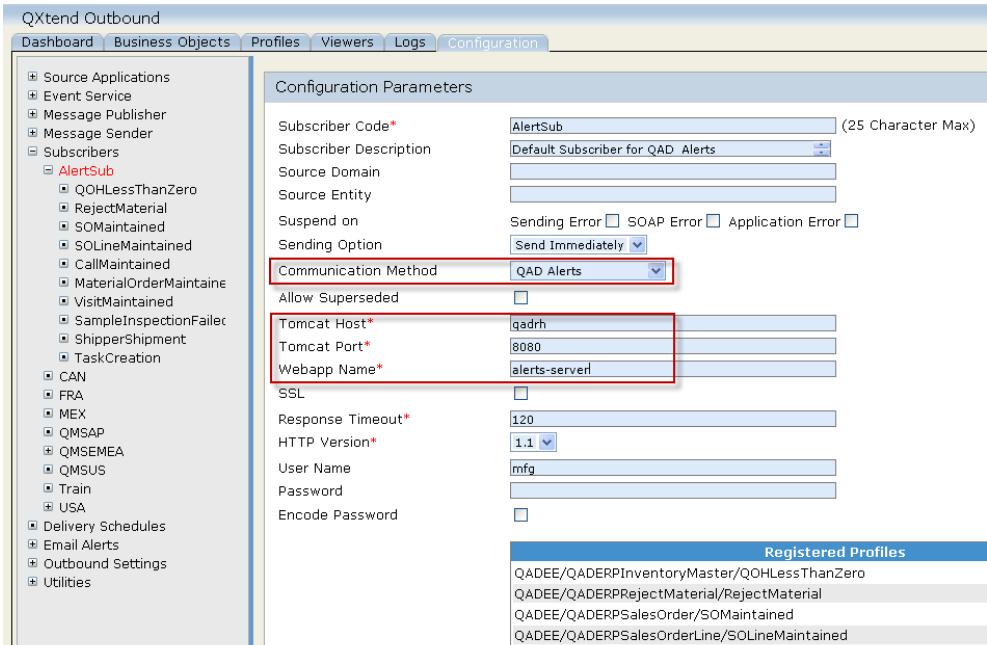 QXtend Outbound
Dashboard Business Objects Profiles Viewers Logs Configuration
Source Applications
Event Service
Message Publisher
Message Sender
Subscribers
AlertSub
QOHLessThanZero
RejectMaterial
SOMaintained
SOLineMaintained
CallMaintained
MaterialOrderMaintaine
VisitMaintained
SampleInspectionFailec
ShipperShipment
TaskCreation
CAN
FRA
MEX
QMSAP
QMSEMEA
QMSUS
Train
USA
Delivery Schedules
Email Alerts
Outbound Settings
Utilities
Configuration Parameters
Subscriber Code* AlertSub (25 Character Max)
Subscriber Description Default Subscriber for QAD Alerts
Source Domain
Source Entity
Suspend on Sending Error SOAP Error Application Error
Sending Option Send Immediately
Communication Method QAD Alerts
Allow Superseded
Tomcat Host* qadrh
Tomcat Port* 8080
Webapp Name* alerts-server
SSL
Response Timeout* 120
HTTP Version* 1.1
User Name mfg
Password
Encode Password
Registered Profiles
QADEE/QADERPInventoryMaster/QOHLessThanZero
QADEE/QADERPRejectMaterial/RejectMaterial
QADEE/QADERPSalesOrder/SOMaintained
QADEE/QADERPSalesOrderLine/SOLineMaintained